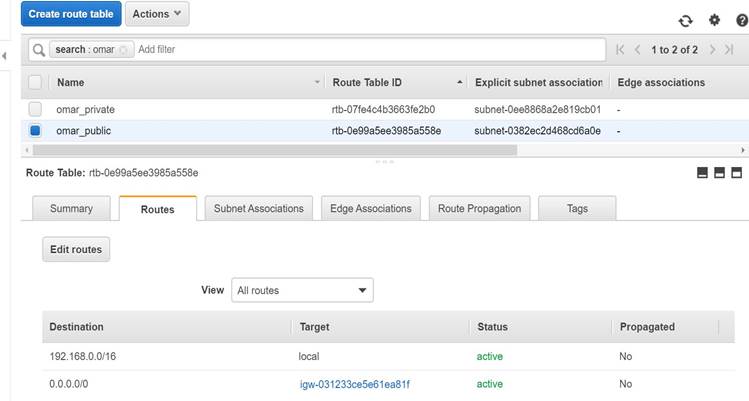 Create route table Actions
search : omar Add filter 1 to 2 of 2
Name Route Table ID Explicit subnet association Edge associations
omar_private rtb-07fe4c4b3663fe2b0 subnet-0ee8868a2e819cb01 -
omar_public rtb-0e99a5ee3985a558e subnet-0382ec2d468cd6a0e -
Route Table: rtb-0e99a5ee3985a558e
Summary Routes Subnet Associations Edge Associations Route Propagation Tags
Edit routes
View All routes
Destination Target Status Propagated
192.168.0.0/16 local active No
0.0.0.0/0 igw-031233ce5e61ea81f active No